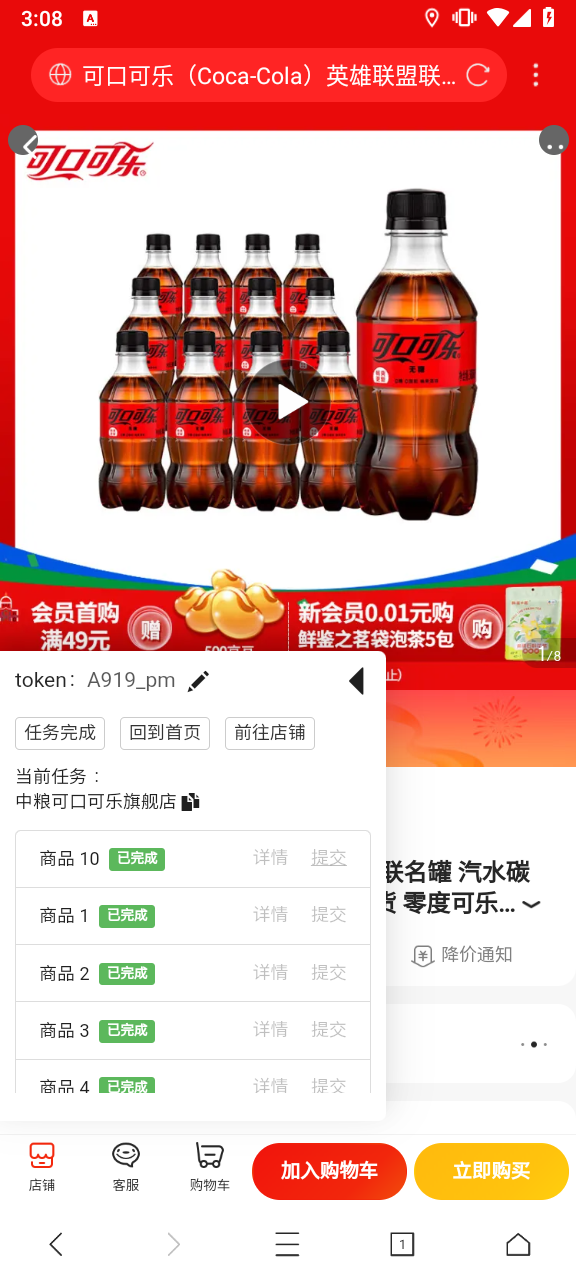 3:08
A
可口可乐（Coca-Cola）英雄联盟联...
可口可乐
可口可乐
无糖
会员首购
满49元
赠
新会员0.01元购
鲜鉴之茗袋泡茶5包
购
1/8
止）
token： A919_pm
任务完成 回到首页 前往店铺
当前任务：
中粮可口可乐旗舰店
商品 10 已完成 详情 提交
商品 1 已完成 详情 提交
商品 2 已完成 详情 提交
商品 3 已完成 详情 提交
商品 4 已完成 详情 提交
联名罐 汽水碳
货 零度可乐...
降价通知
店铺 客服 购物车 加入购物车 立即购买
1